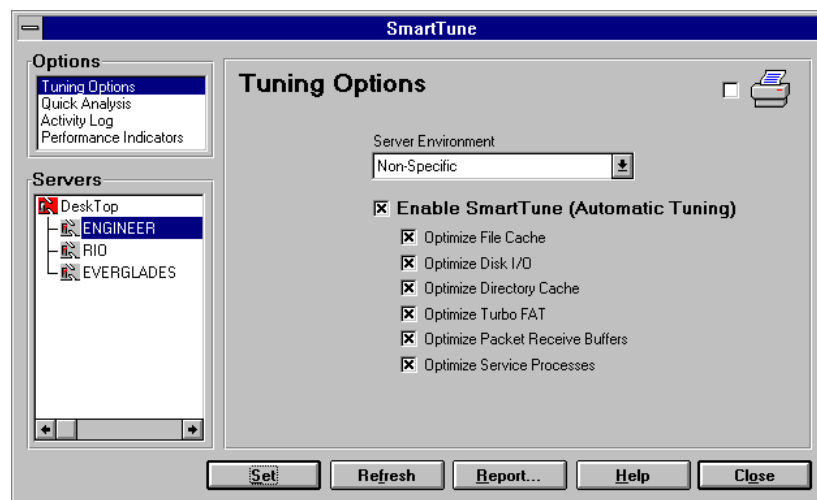 SmartTune
Options
Tuning Options
Quick Analysis
Activity Log
Performance Indicators
Servers
DeskTop
ENGINEER
RIO
EVERGLADES
Tuning Options
Server Environment
Non-Specific
Enable SmartTune (Automatic Tuning)
Optimize File Cache
Optimize Disk I/O
Optimize Directory Cache
Optimize Turbo FAT
Optimize Packet Receive Buffers
Optimize Service Processes
Set
Refresh
Report...
Help
Close